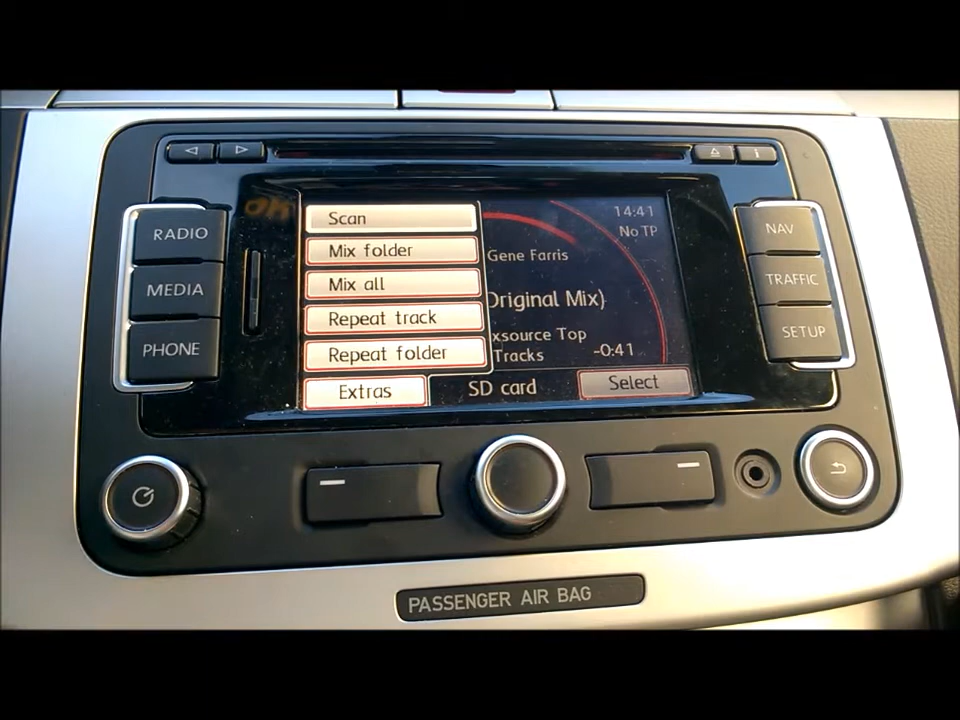 RADIO
MEDIA
PHONE
Scan
Mix folder
Mix all
Repeat track
Repeat folder
Extras
14:41
No TP
Gene Farris
Original Mix)
xsource Top
Tracks
-0:41
SD card
Select
i
NAV
TRAFFIC
SETUP
PASSENGER AIR BAG